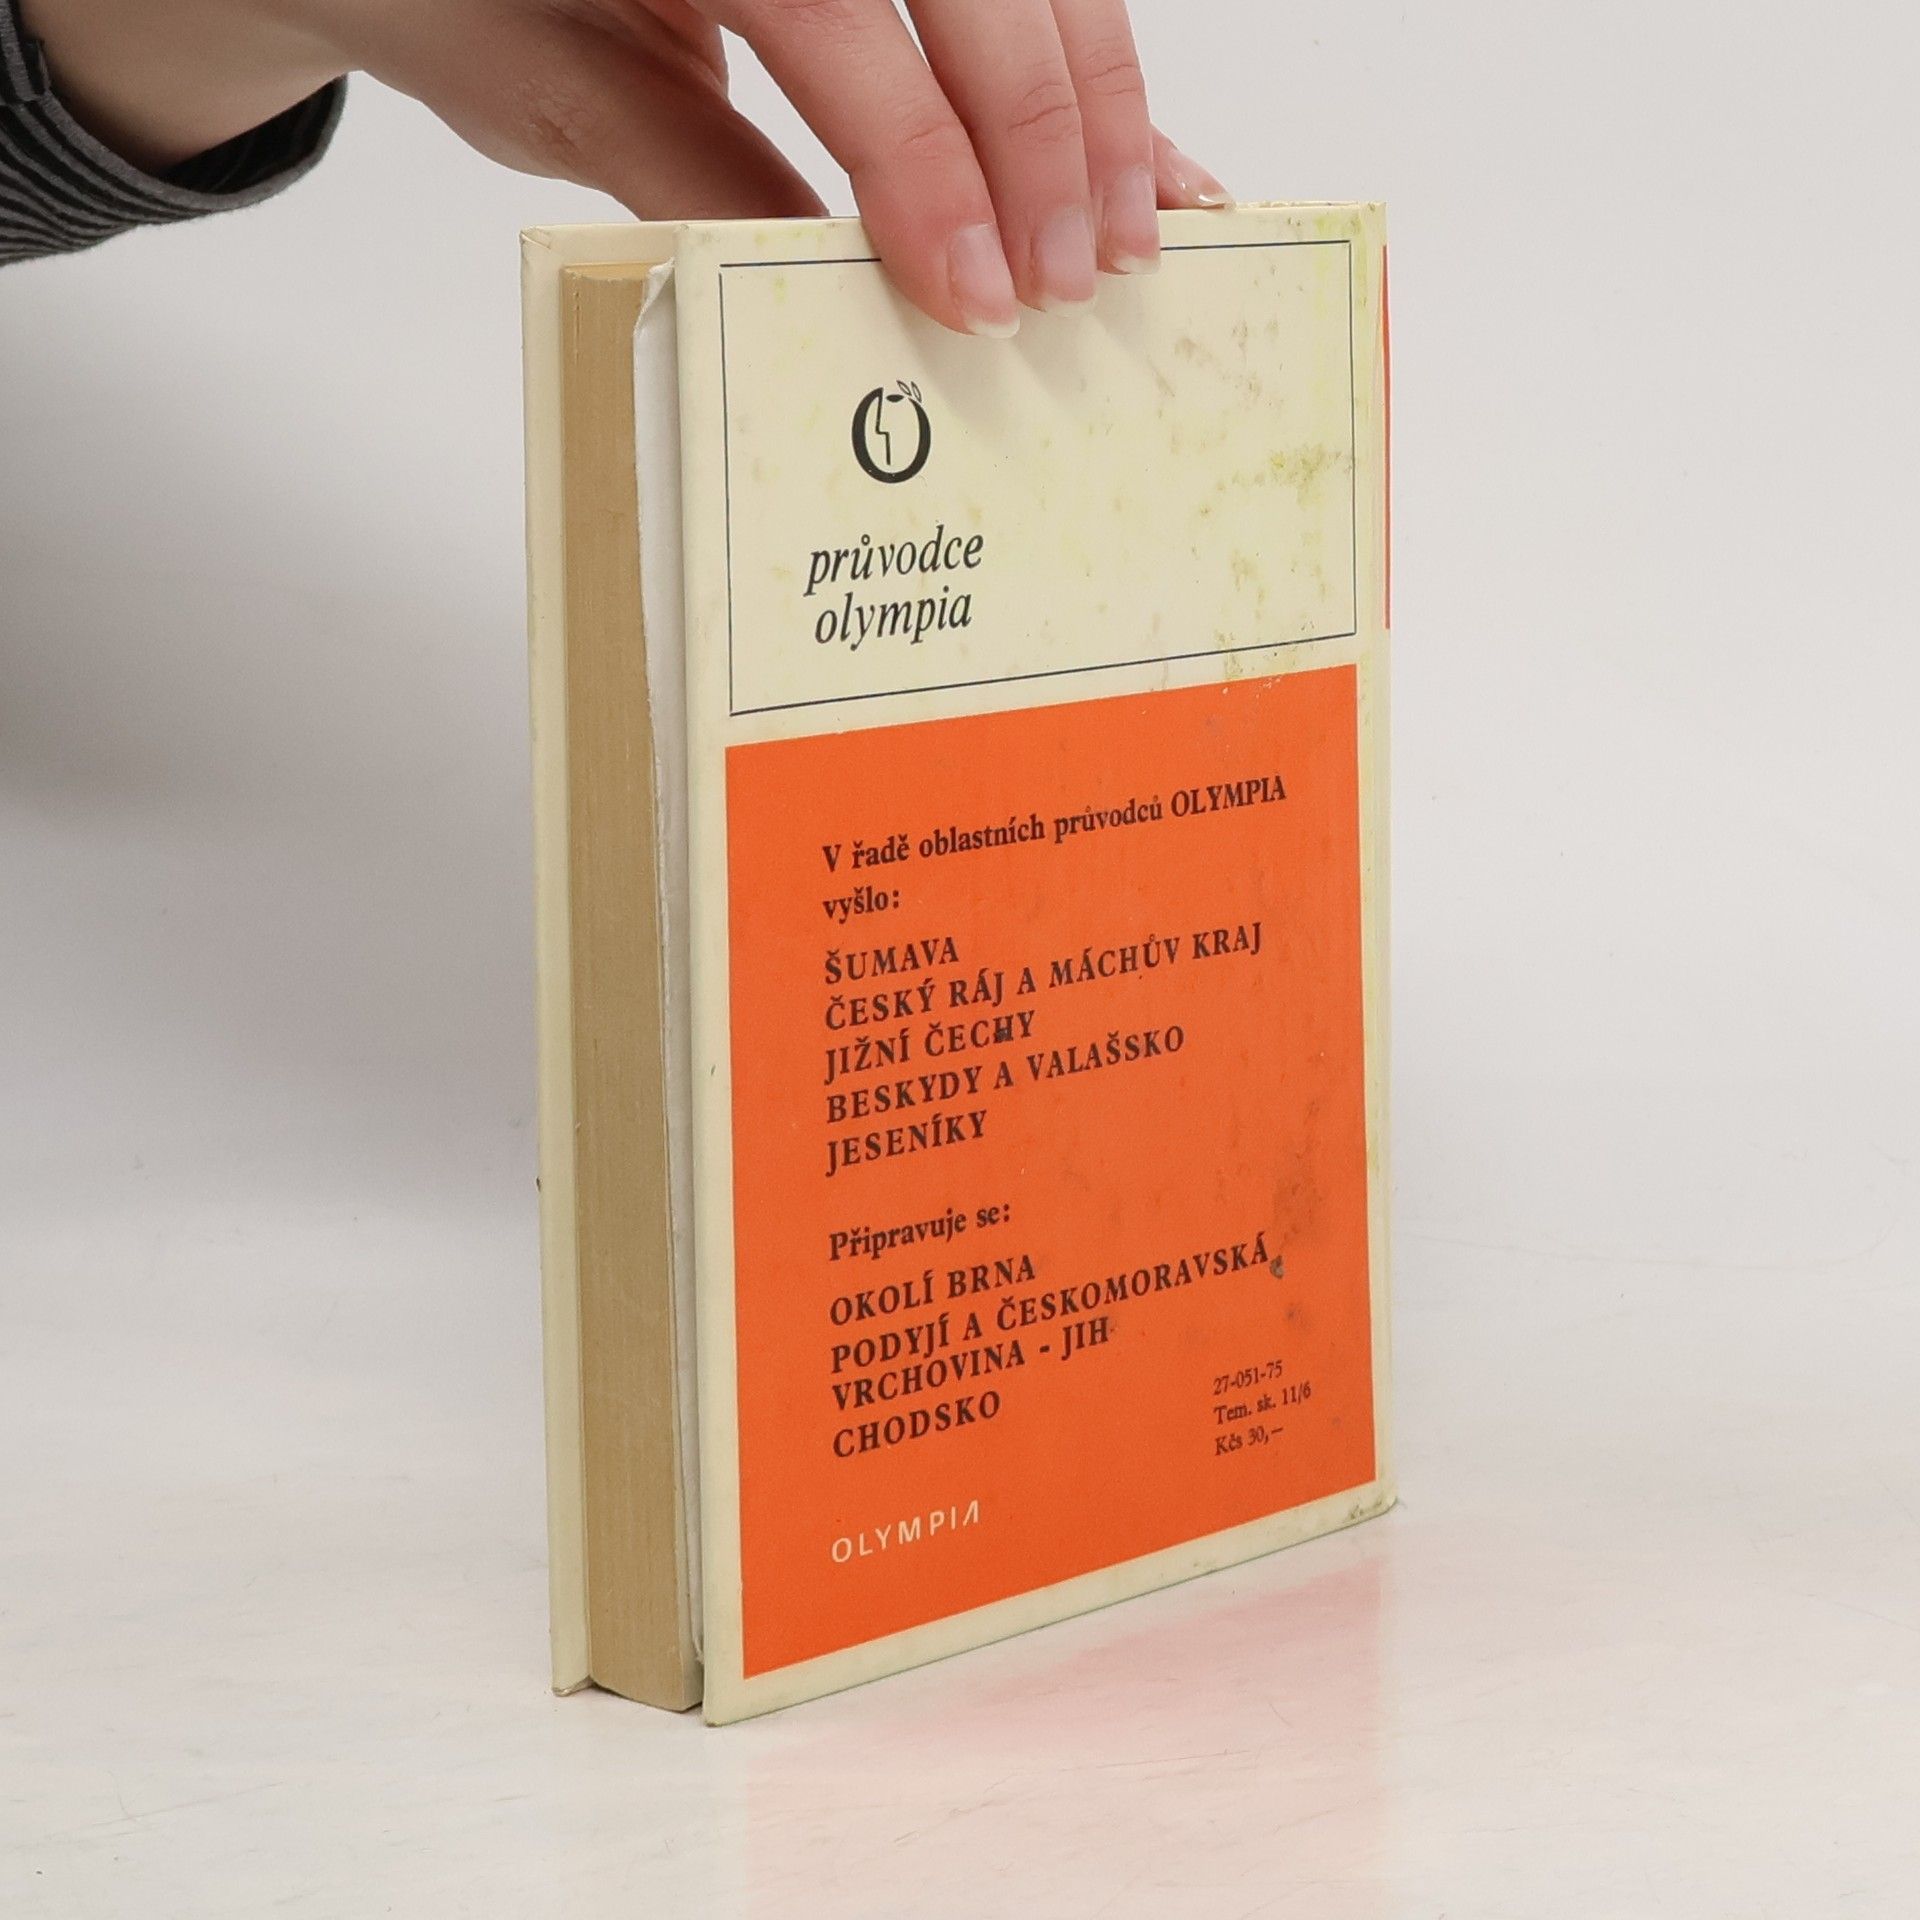 průvodce
olympia
V řadě oblastních průvodců OLYMPIA
vyšlo:
ŠUMAVA
ČESKÝ RÁJ A MÁCHŮV KRAJ
JIŽNÍ ČECHY
BESKYDY A VALAŠSKO
JESENÍKY
Připravuje se:
OKOLÍ BRNA
PODYJÍ A ČESKOMORAVSKÁ
VRCHOVINA - JIH
CHODSKO
27-051-75
Tem. sk. 11/6
Kčs 30,—
OLYMPIA